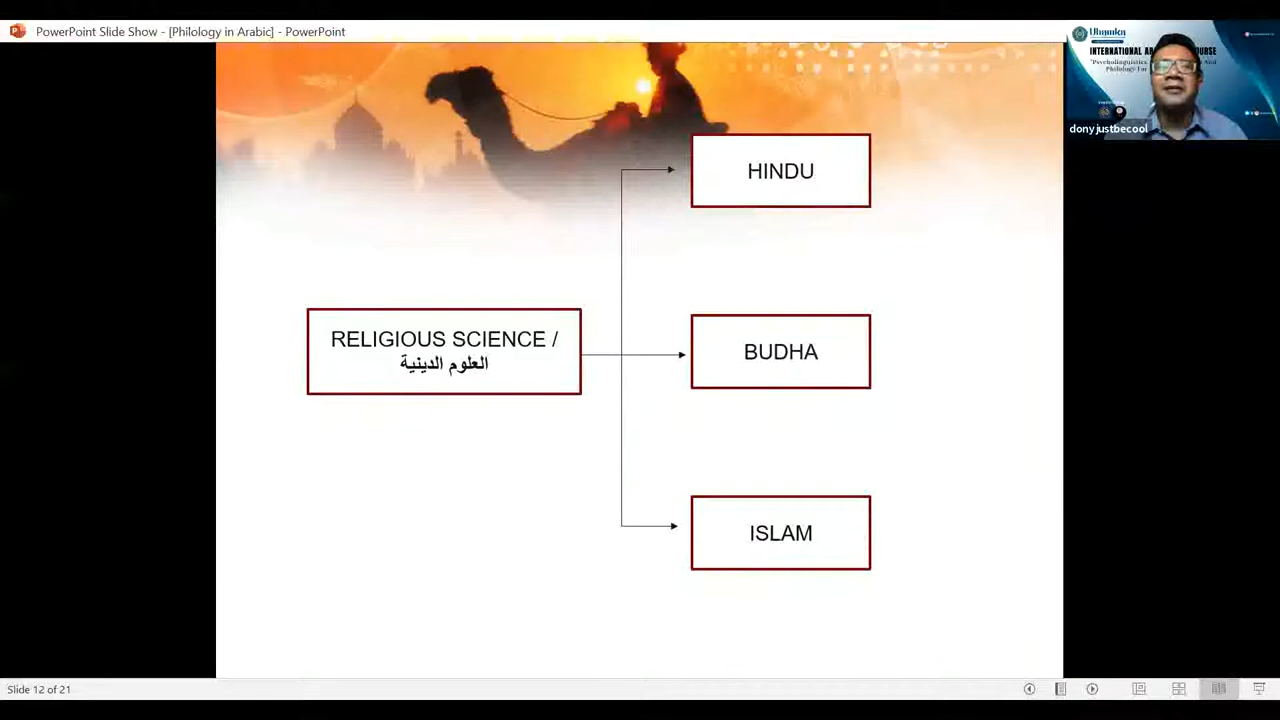 PowerPoint Slide Show - [Philology in Arabic] - PowerPoint
Uhamka
INTERNATIONAL
dony justbecool
HINDU
RELIGIOUS SCIENCE /
العلوم الدينية
BUDHA
ISLAM
Slide 12 of 21